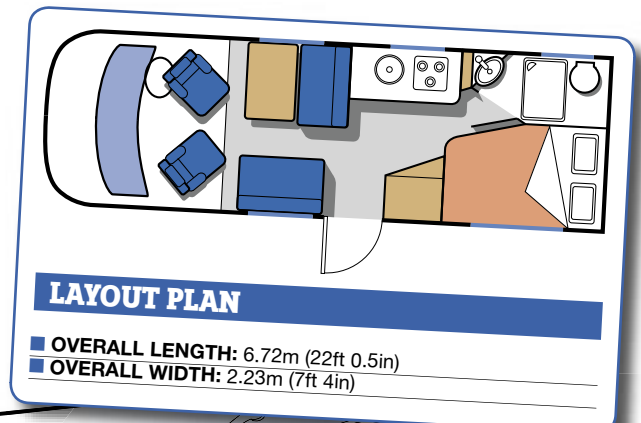 LAYOUT PLAN
OVERALL LENGTH: 6.72m (22ft 0.5in)
OVERALL WIDTH: 2.23m (7ft 4in)